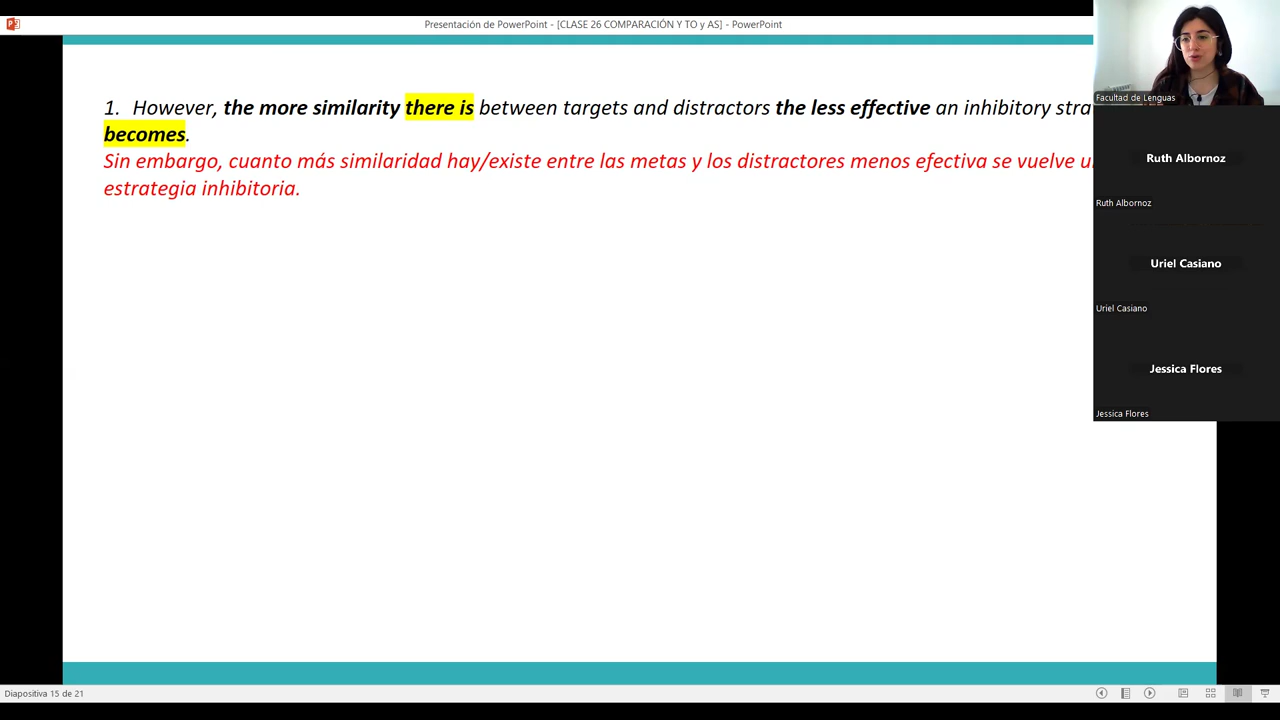 Presentación de PowerPoint - [CLASE 26 COMPARACIÓN Y TO y AS] - PowerPoint
1. However, the more similarity there is between targets and distractors the less effective an inhibitory
becomes.
Sin embargo, cuanto más similaridad hay/existe entre las metas y los distractores menos efectiva se vuelve
estrategia inhibitoria.
Facultad de Lenguas
Ruth Albornoz
Ruth Albornoz
Uriel Casiano
Uriel Casiano
Jessica Flores
Jessica Flores
Diapositiva 15 de 21